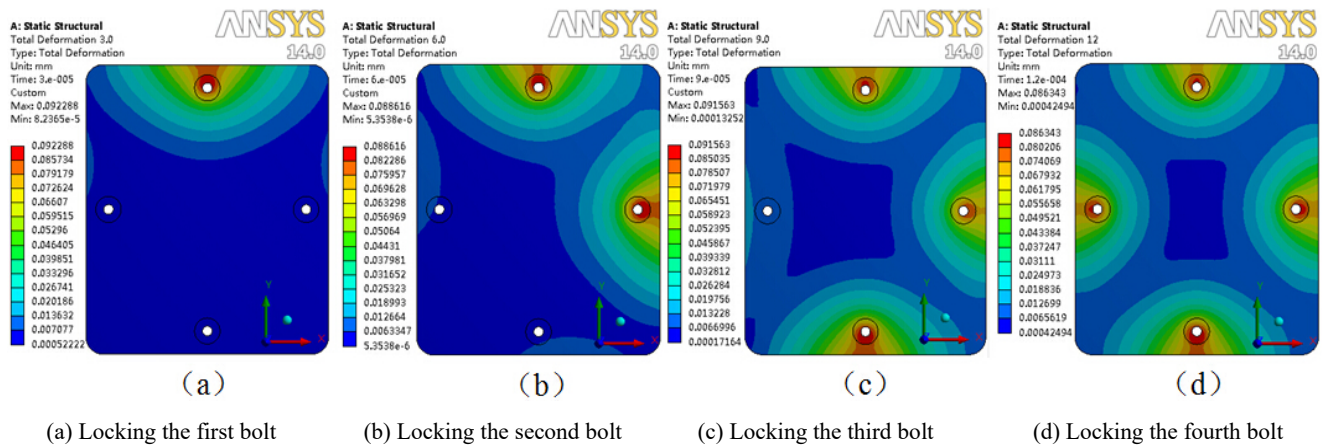 ANSYS
14.0
A: Static Structural
Total Deformation 3.0
Type: Total Deformation
Unit: mm
Time: 3.e-005
Custom
Max: 0.092288
Min: 8.2365e-5
0.092288
0.085734
0.079179
0.072624
0.06607
0.059515
0.05296
0.046405
0.039851
0.033296
0.026741
0.020186
0.013632
0.007077
0.00052222
Y
X
(a)
ANSYS
14.0
A: Static Structural
Total Deformation 6.0
Type: Total Deformation
Unit: mm
Time: 6.e-005
Custom
Max: 0.088616
Min: 5.3538e-6
0.088616
0.082286
0.075957
0.069628
0.063298
0.056969
0.05064
0.04431
0.037981
0.031652
0.025323
0.018993
0.012664
0.0063347
5.3538e-6
Y
X
(b)
ANSYS
14.0
A: Static Structural
Total Deformation 9.0
Type: Total Deformation
Unit: mm
Time: 9.e-005
Custom
Max: 0.091563
Min: 0.00013252
0.091563
0.085035
0.078507
0.071979
0.065451
0.058923
0.052395
0.045867
0.039339
0.032812
0.026284
0.019756
0.013228
0.0066996
0.00017164
Y
X
(c)
ANSYS
14.0
A: Static Structural
Total Deformation 12
Type: Total Deformation
Unit: mm
Time: 1.2e-004
Max: 0.086343
Min: 0.00042494
0.086343
0.080206
0.074069
0.067932
0.061795
0.055658
0.049521
0.043384
0.037247
0.03111
0.024973
0.018836
0.012699
0.0065619
0.00042494
Y
X
(d)
(a) Locking the first bolt
(b) Locking the second bolt
(c) Locking the third bolt
(d) Locking the fourth bolt